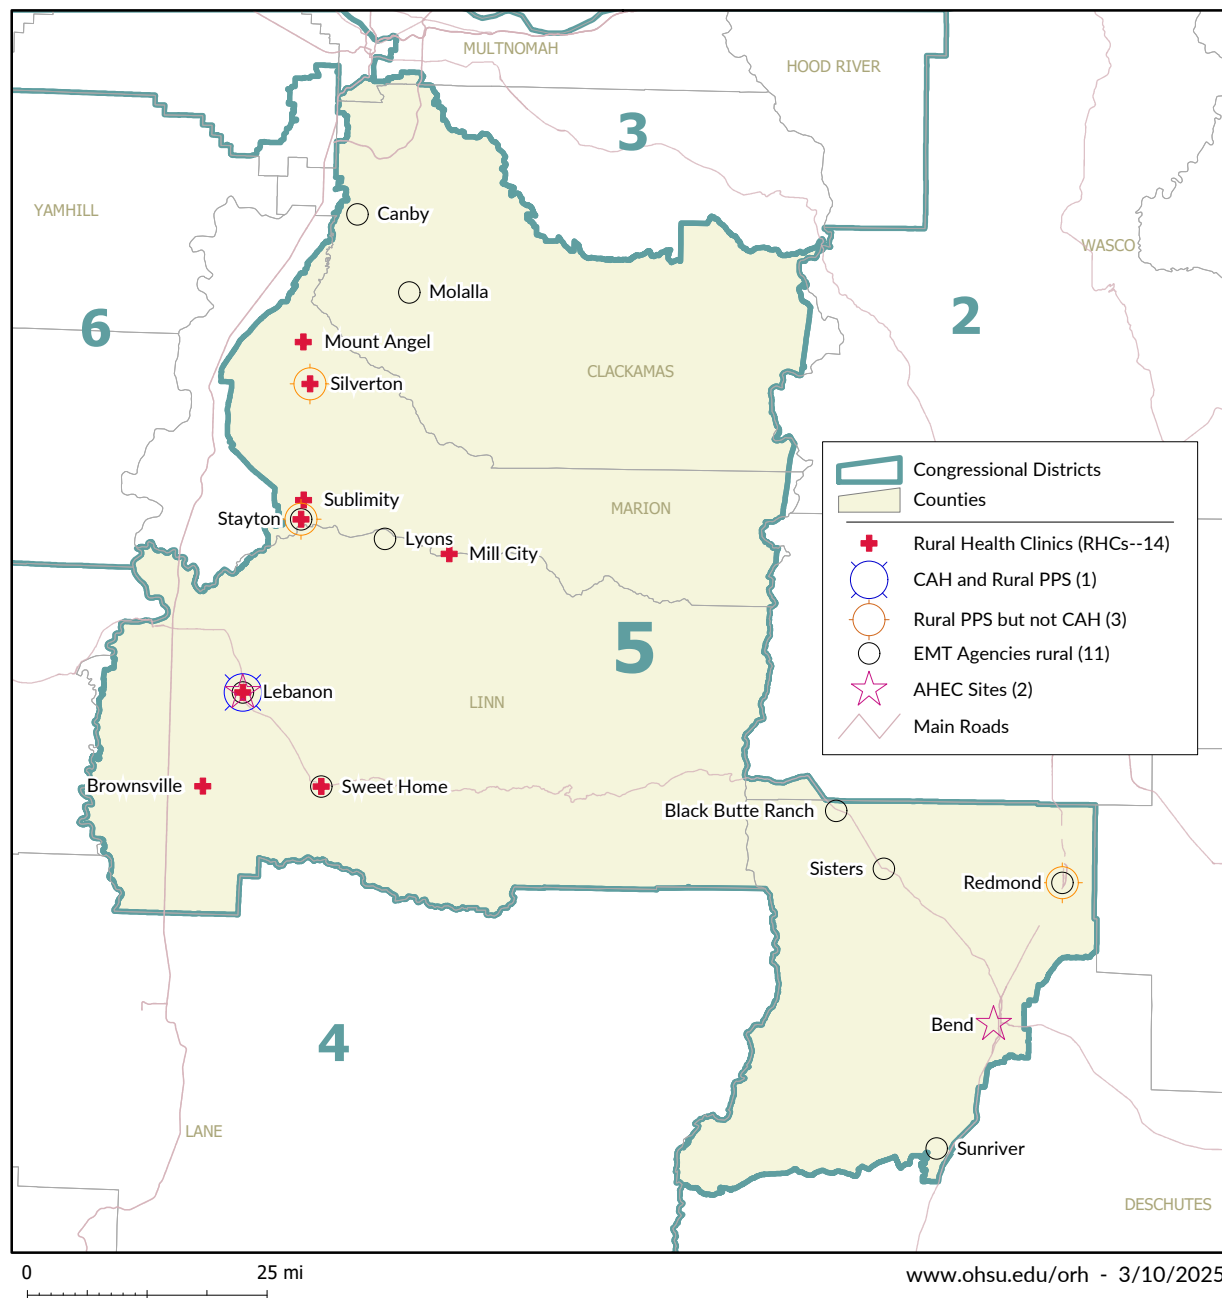 MULTNOMAH
HOOD RIVER
3
YAMHILL
Canby
WASCO
Molalla
2
6
Mount Angel
CLACKAMAS
Silverton
Congressional Districts
Counties
Sublimity
MARION
Stayton
Lyons
Mill City
Rural Health Clinics (RHCs--14)
CAH and Rural PPS (1)
Rural PPS but not CAH (3)
EMT Agencies rural (11)
AHEC Sites (2)
Main Roads
5
Lebanon
LINN
Brownsville
Sweet Home
Black Butte Ranch
Sisters
Redmond
Bend
4
LANE
Sunriver
DESCHUTES
0 25 mi
www.ohsu.edu/orh - 3/10/2025